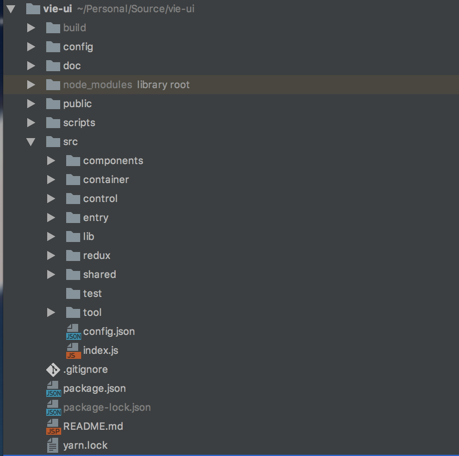 vie-ui ~/Personal/Source/vie-ui
build
config
doc
node_modules library root
public
scripts
src
components
container
control
entry
lib
redux
shared
test
tool
config.json
index.js
.gitignore
package.json
package-lock.json
README.md
yarn.lock